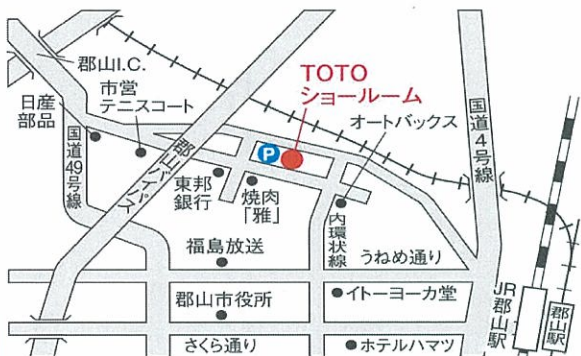 郡山I.C.
TOTO
ショールーム
市営
テニスコート
日産
部品
オートバックス
国道4号線
国道49号線
郡山バイパス
P
東邦
銀行
焼肉
「雅」
内環状線
福島放送
うねめ通り
郡山市役所
イトーヨーカ堂
JR郡山駅
郡山駅
さくら通り
ホテルハマツ